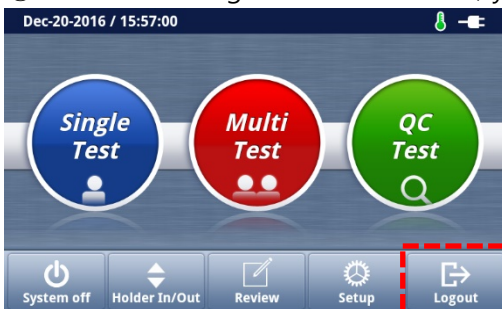 Dec-20-2016 / 15:57:00
Single
Test
Multi
Test
QC
Test
System off
Holder In/Out
Review
Setup
Logout